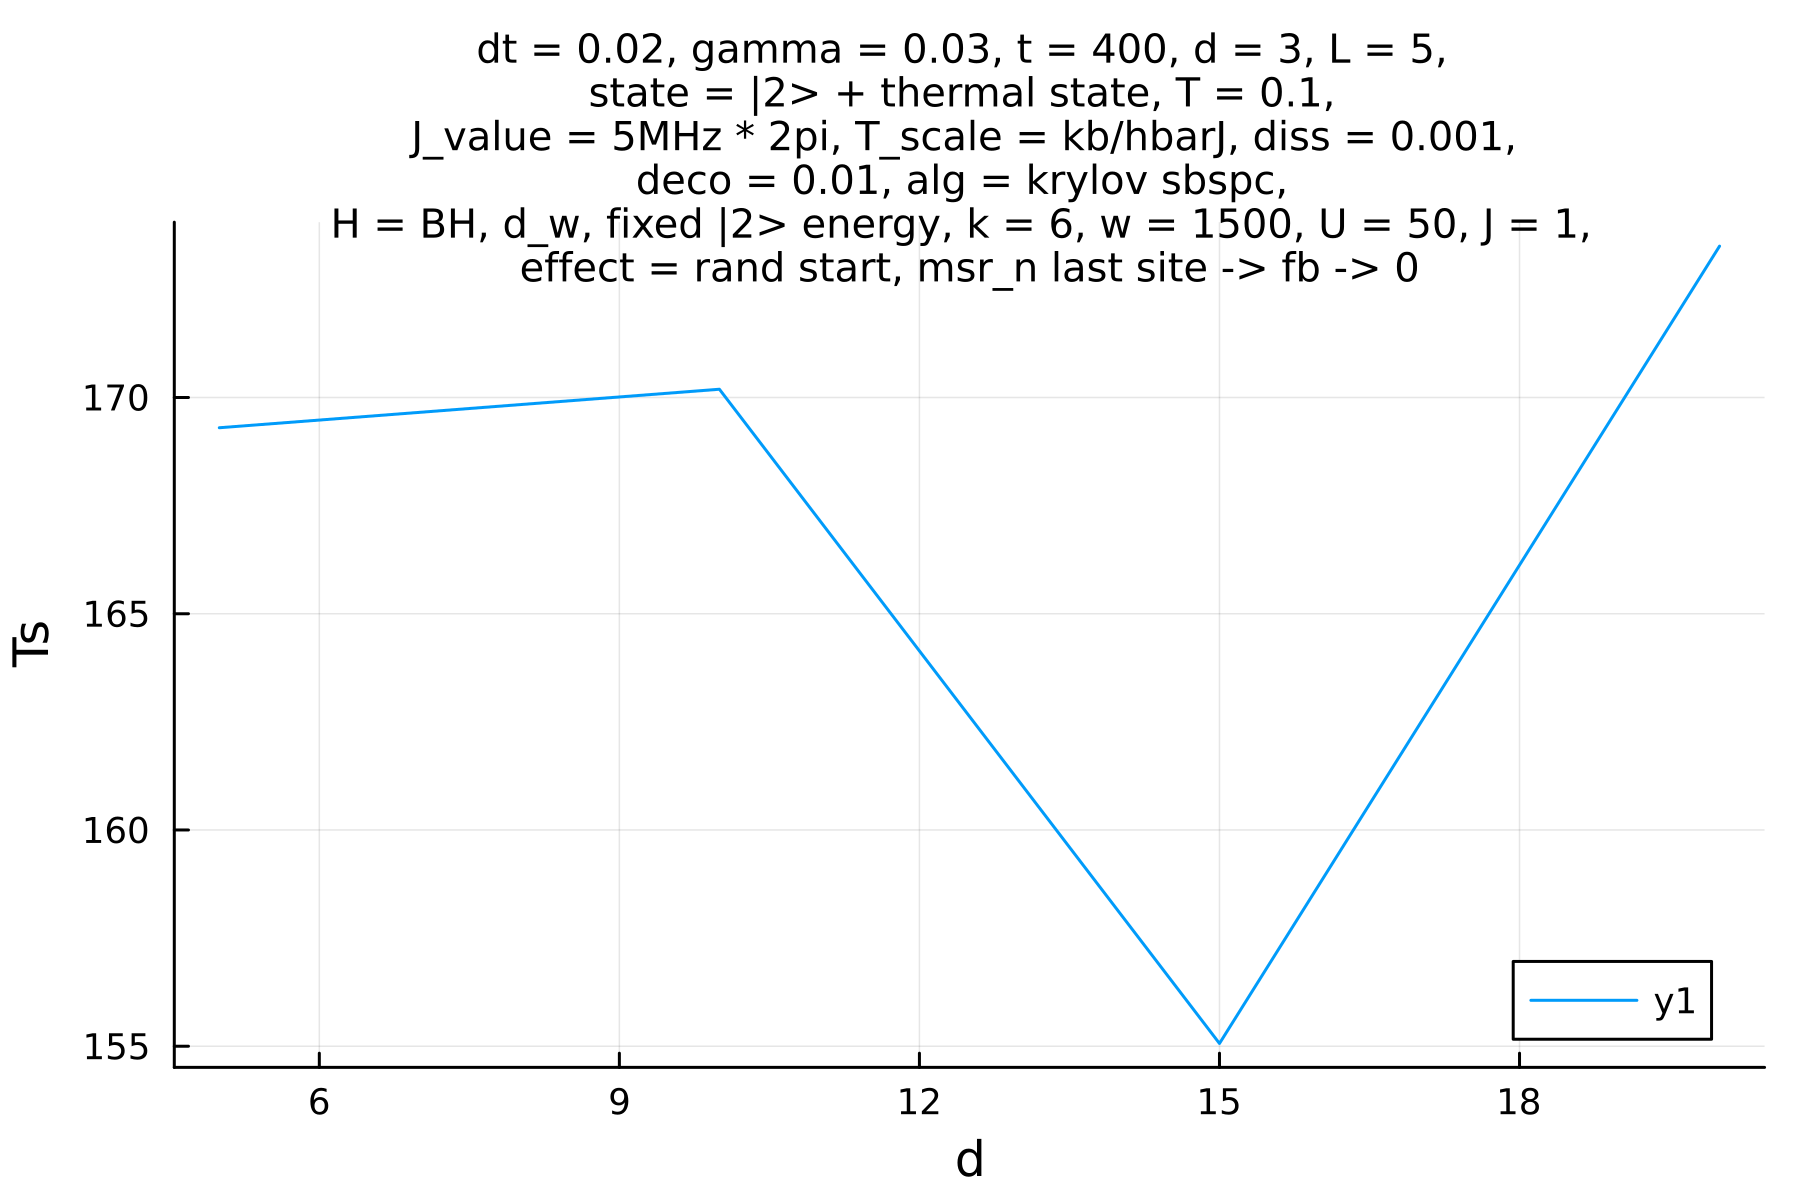 dt = 0.02, gamma = 0.03, t = 400, d = 3, L = 5,
state = |2> + thermal state, T = 0.1,
J_value = 5MHz * 2pi, T_scale = kb/hbarJ, diss = 0.001,
deco = 0.01, alg = krylov sbspc,
H = BH, d_w, fixed |2> energy, k = 6, w = 1500, U = 50, J = 1,
effect = rand start, msr_n last site -> fb -> 0
170
165
160
155
Ts
y1
6 9 12 15 18
d